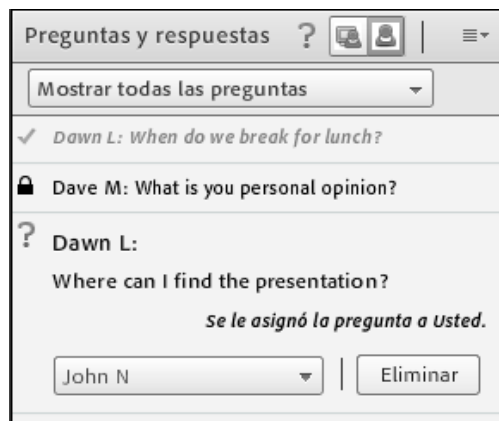 Preguntas y respuestas ?
Mostrar todas las preguntas
Dawn L: When do we break for lunch?
Dave M: What is you personal opinion?
? Dawn L:
Where can I find the presentation?
Se le asignó la pregunta a Usted.
John N | Eliminar